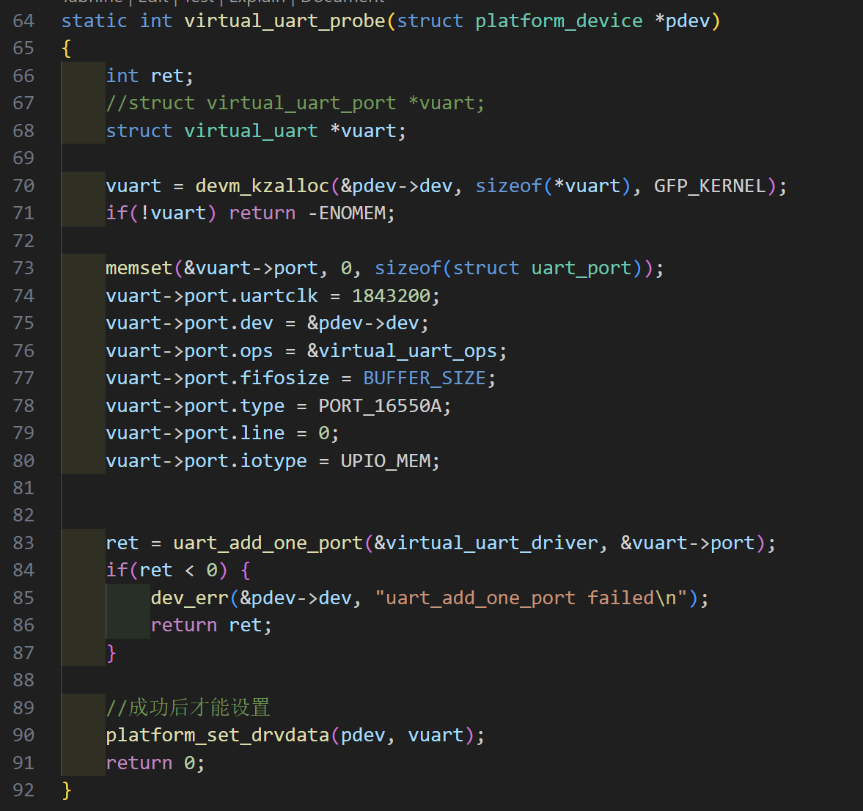 Tabnine | Edit | Test | Explain | Document
64 static int virtual_uart_probe(struct platform_device *pdev)
65 {
66     int ret;
67     //struct virtual_uart_port *vuart;
68     struct virtual_uart *vuart;
69
70     vuart = devm_kzalloc(&pdev->dev, sizeof(*vuart), GFP_KERNEL);
71     if(!vuart) return -ENOMEM;
72
73     memset(&vuart->port, 0, sizeof(struct uart_port));
74     vuart->port.uartclk = 1843200;
75     vuart->port.dev = &pdev->dev;
76     vuart->port.ops = &virtual_uart_ops;
77     vuart->port.fifosize = BUFFER_SIZE;
78     vuart->port.type = PORT_16550A;
79     vuart->port.line = 0;
80     vuart->port.iotype = UPIO_MEM;
81
82
83     ret = uart_add_one_port(&virtual_uart_driver, &vuart->port);
84     if(ret < 0) {
85         dev_err(&pdev->dev, "uart_add_one_port failed\n");
86         return ret;
87     }
88
89     //成功后才能设置
90     platform_set_drvdata(pdev, vuart);
91     return 0;
92 }